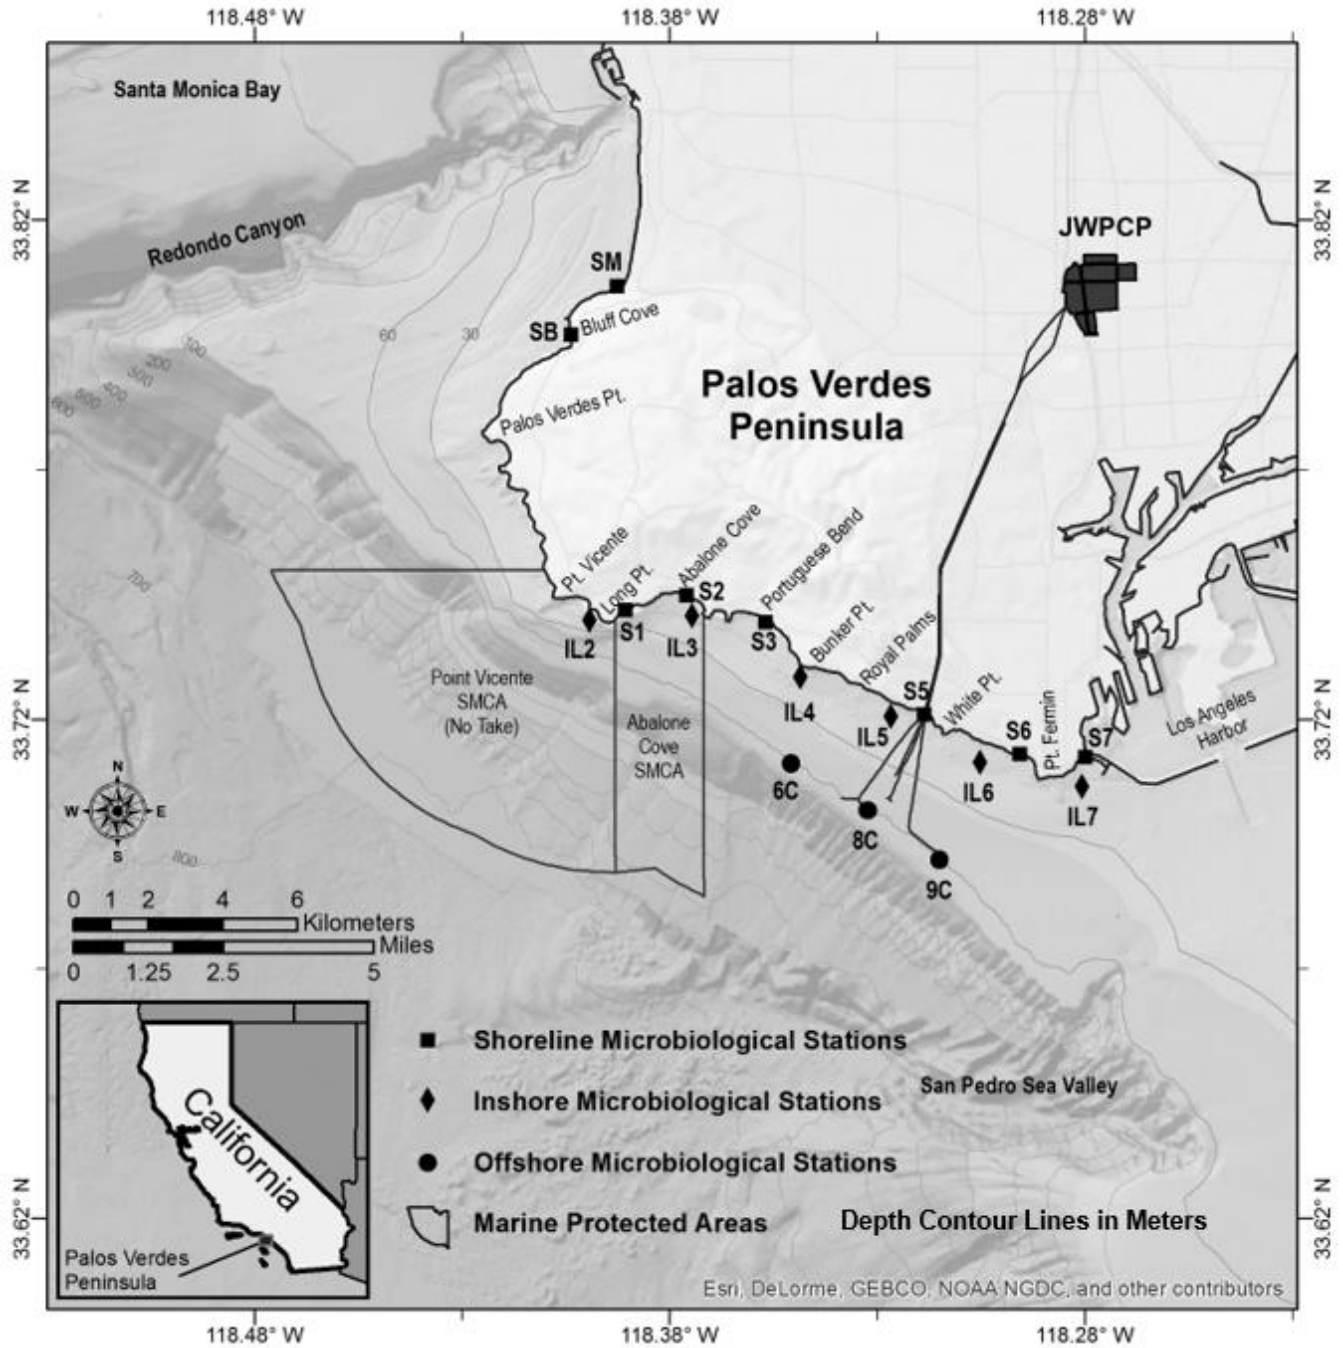 118.48° W
118.38° W
118.28° W
Santa Monica Bay
33.82° N
33.82° N
Redondo Canyon
JWPCP
SM
SB
Bluff Cove
60
30
100
200
300
400
500
600
Palos Verdes
Peninsula
Palos Verdes Pt.
700
Pt. Vicente
Long Pt.
Abalone Cove
Portuguese Bend
Bunker Pt.
Royal Palms
White Pt.
Pt. Fermin
Los Angeles
Harbor
S2
S1
IL2
IL3
S3
S5
IL4
IL5
S6
S7
33.72° N
33.72° N
Point Vicente
SMCA
(No Take)
Abalone
Cove
SMCA
6C
IL6
IL7
8C
9C
N
W
E
S
800
0 1 2 4 6
Kilometers
Miles
0 1.25 2.5 5
Shoreline Microbiological Stations
San Pedro Sea Valley
Inshore Microbiological Stations
Offshore Microbiological Stations
Marine Protected Areas
Depth Contour Lines in Meters
California
Palos Verdes
Peninsula
33.62° N
33.62° N
Esri, DeLorme, GEBCO, NOAA NGDC, and other contributors
118.48° W
118.38° W
118.28° W